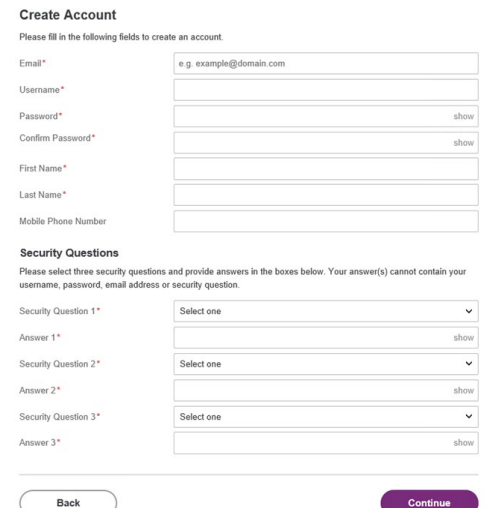 Create Account
Please fill in the following fields to create an account.
Email*
e.g. example@domain.com
Username*
Password*
show
Confirm Password*
show
First Name*
Last Name*
Mobile Phone Number
Security Questions
Please select three security questions and provide answers in the boxes below. Your answer(s) cannot contain your
username, password, email address or security question.
Security Question 1*
Select one
Answer 1*
show
Security Question 2*
Select one
Answer 2*
show
Security Question 3*
Select one
Answer 3*
show
Back
Continue